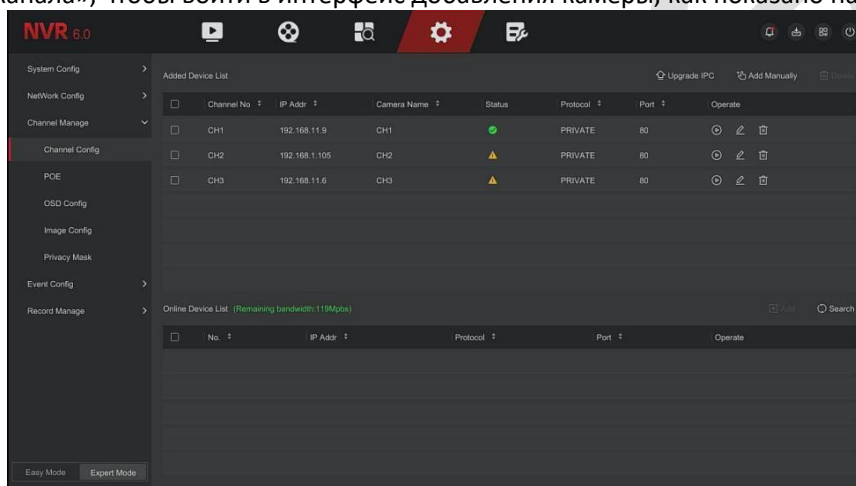 канала», чтобы войти в интерфейс добавления камеры, как показано на
NVR 6.0
System Config
NetWork Config
Channel Manage
Channel Config
POE
OSD Config
Image Config
Privacy Mask
Event Config
Record Manage
Easy Mode Expert Mode
Added Device List Upgrade IPC Add Manually Delete
Channel No IP Addr Camera Name Status Protocol Port Operate
CH1 192.168.11.9 CH1 PRIVATE 80
CH2 192.168.1.105 CH2 PRIVATE 80
CH3 192.168.11.6 CH3 PRIVATE 80
Online Device List (Remaining bandwidth:119Mpbs) Add Search
No. IP Addr Protocol Port Operate